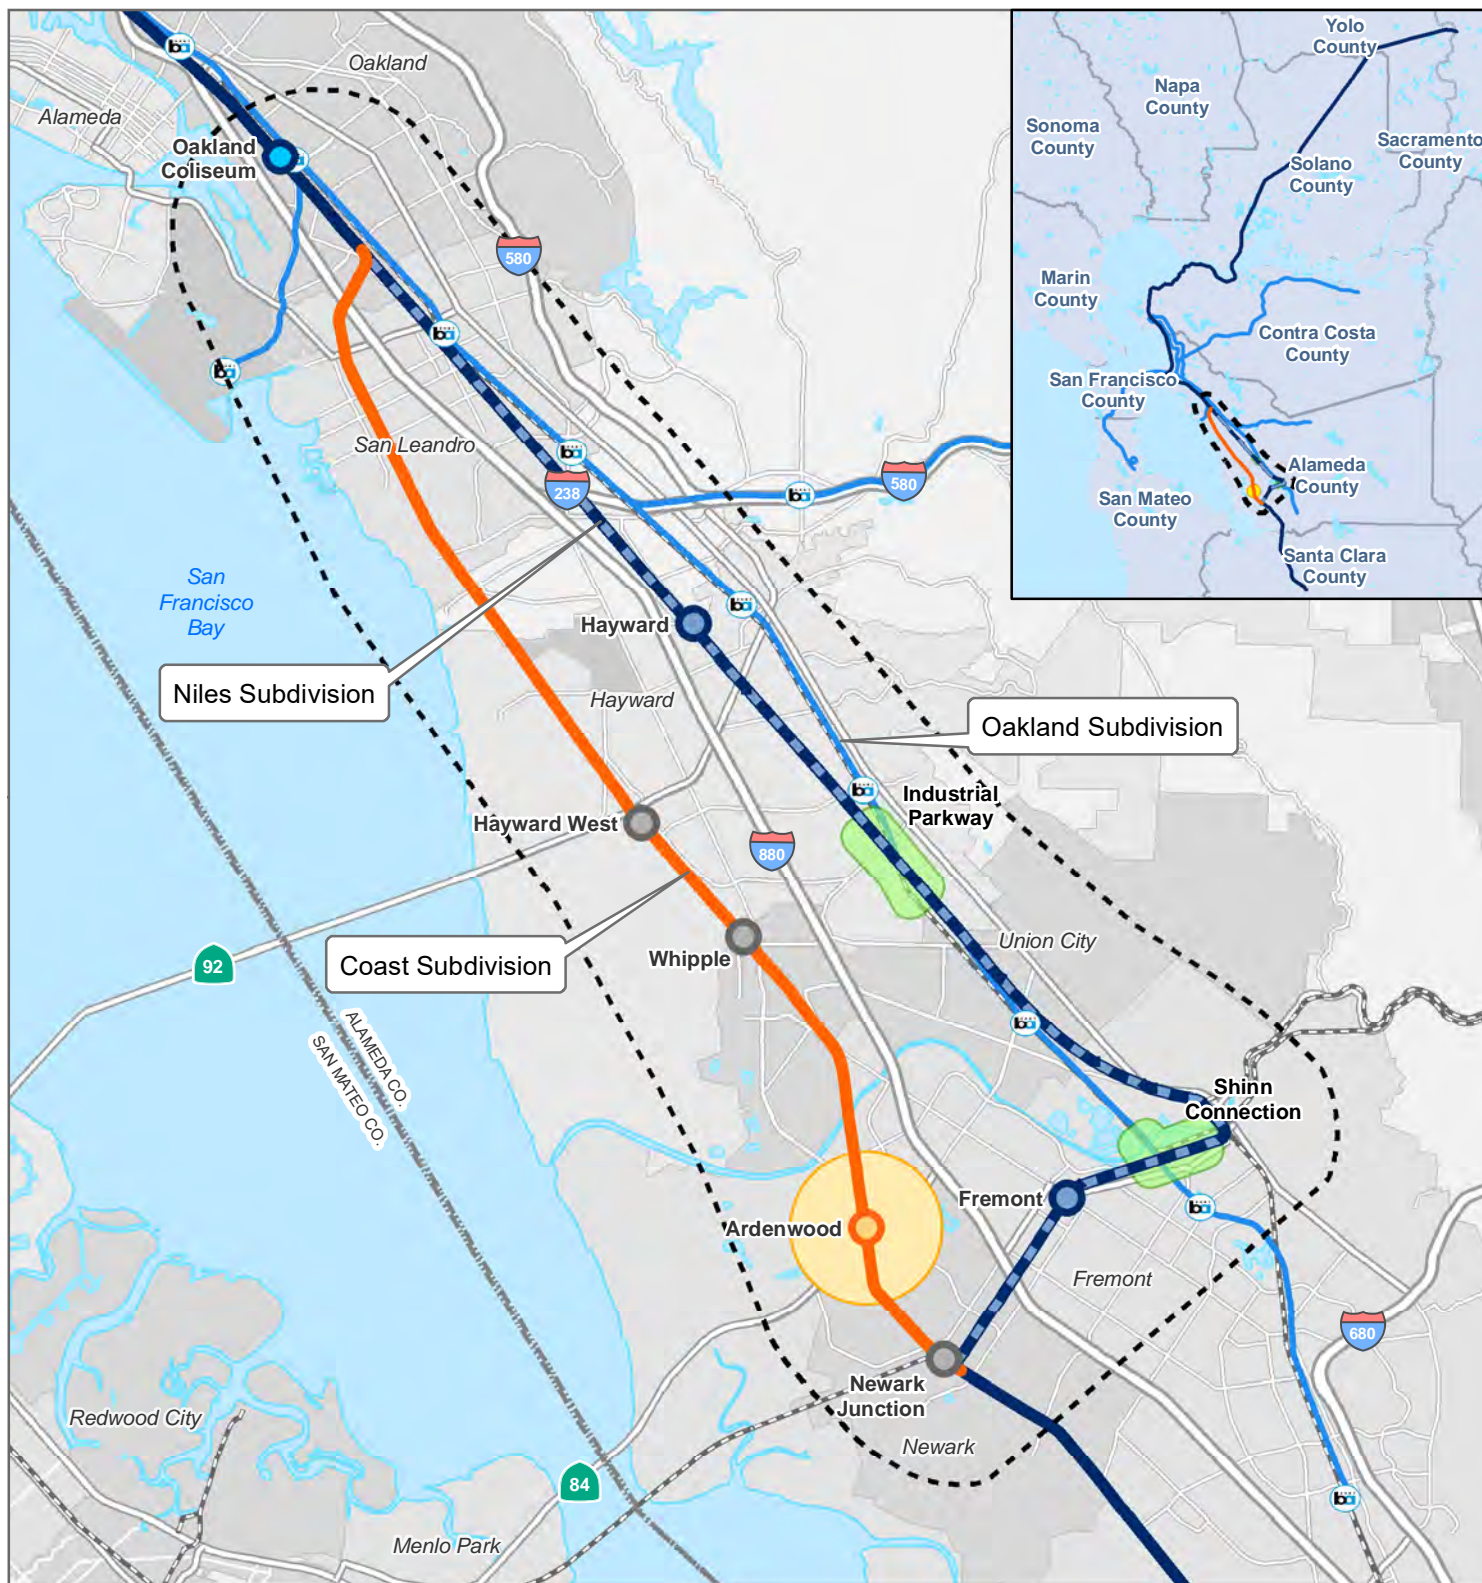 Oakland
Alameda
Oakland
Coliseum
580
San Leandro
238
580
San
Francisco
Bay
Hayward
Niles Subdivision
Hayward
Oakland Subdivision
Industrial
Parkway
Hayward West
880
Union City
Whipple
Coast Subdivision
92
ALAMEDA CO.
SAN MATEO CO.
Shinn
Connection
Fremont
Ardenwood
Fremont
680
Newark
Junction
Newark
Redwood City
84
Menlo Park
Yolo
County
Napa
County
Sonoma
County
Sacramento
County
Solano
County
Marin
County
Contra Costa
County
San Francisco
County
Alameda
County
San Mateo
County
Santa Clara
County